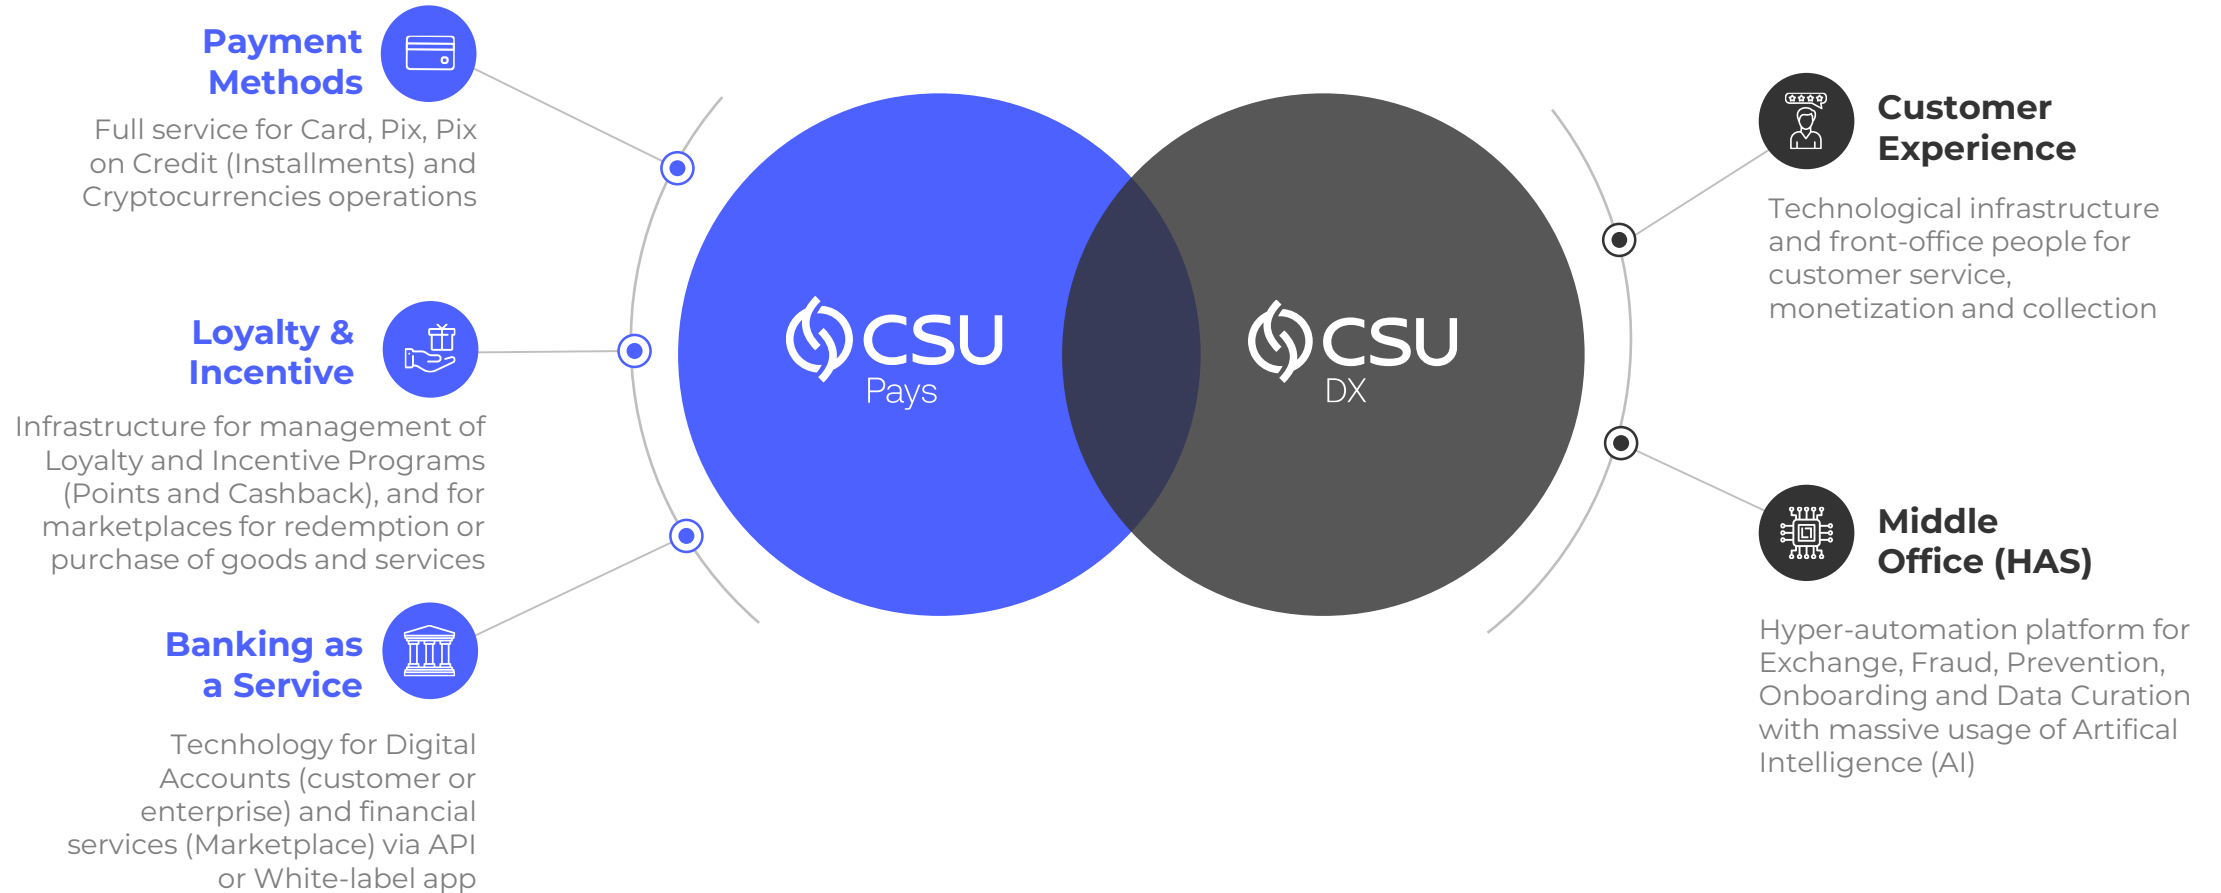 Payment
Methods
Full service for Card, Pix, Pix
on Credit (Installments) and
Cryptocurrencies operations
Loyalty &
Incentive
Infrastructure for management of
Loyalty and Incentive Programs
(Points and Cashback), and for
marketplaces for redemption or
purchase of goods and services
Banking as
a Service
Tecnhology for Digital
Accounts (customer or
enterprise) and financial
services (Marketplace) via API
or White-label app
CSU
Pays
CSU
DX
Customer
Experience
Technological infrastructure
and front-office people for
customer service,
monetization and collection
Middle
Office (HAS)
Hyper-automation platform for
Exchange, Fraud, Prevention,
Onboarding and Data Curation
with massive usage of Artifical
Intelligence (AI)